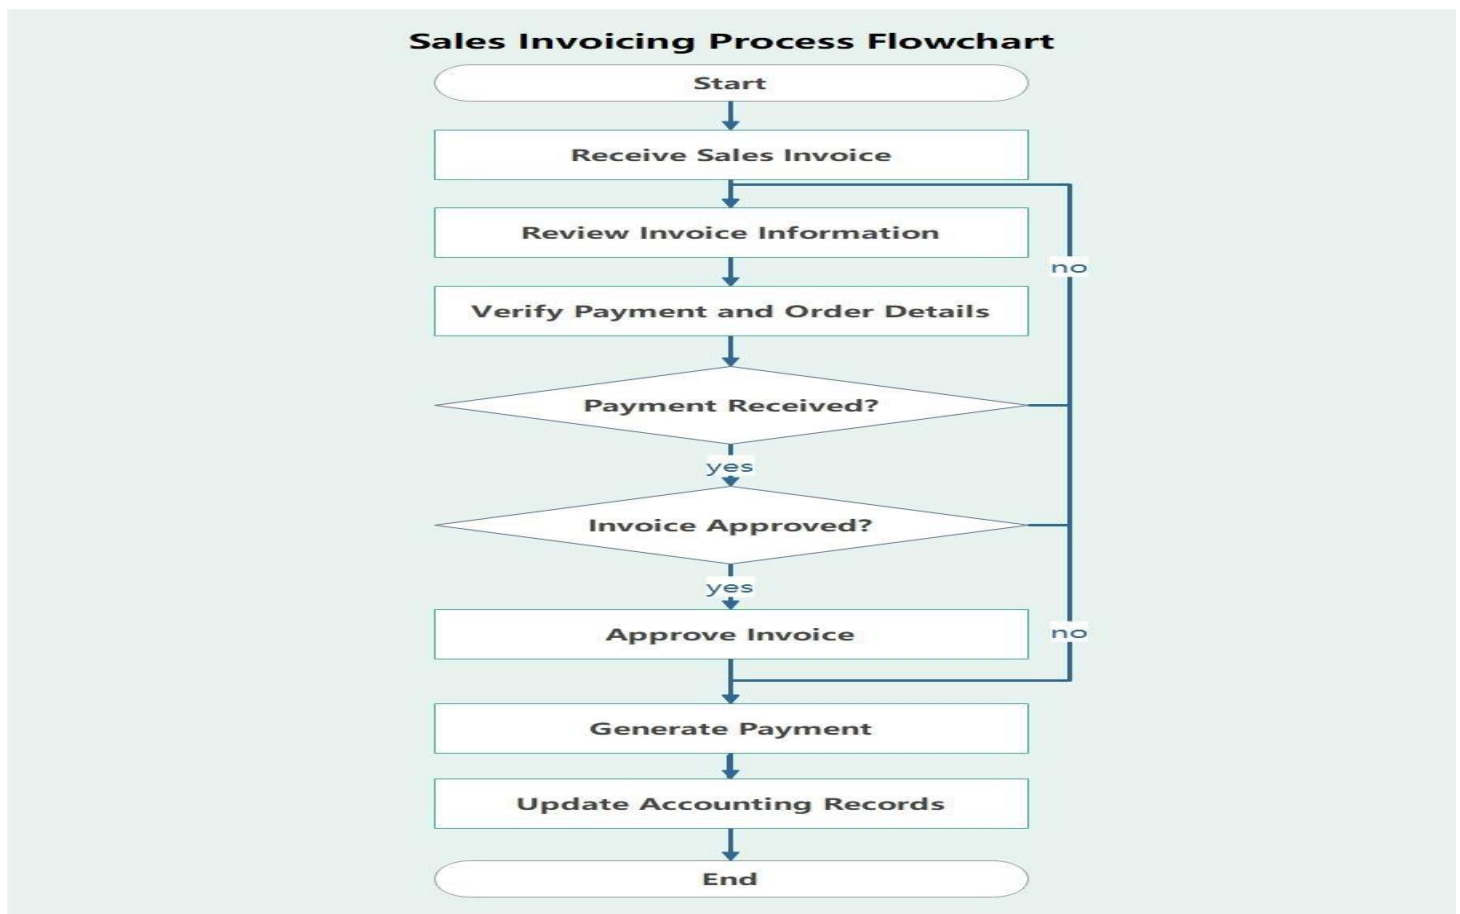 Sales Invoicing Process Flowchart
Start
Receive Sales Invoice
Review Invoice Information
no
Verify Payment and Order Details
Payment Received?
yes
Invoice Approved?
yes
Approve Invoice
no
Generate Payment
Update Accounting Records
End